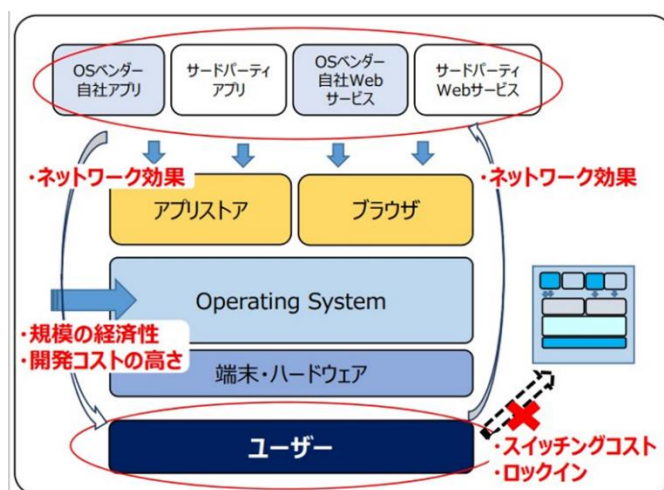 OSベンダー
自社アプリ
サードパーティ
アプリ
OSベンダー
自社Web
サービス
サードパーティ
Webサービス
・ネットワーク効果
・ネットワーク効果
アプリストア
ブラウザ
Operating System
・規模の経済性
・開発コストの高さ
端末・ハードウェア
ユーザー
・スイッチングコスト
・ロックイン